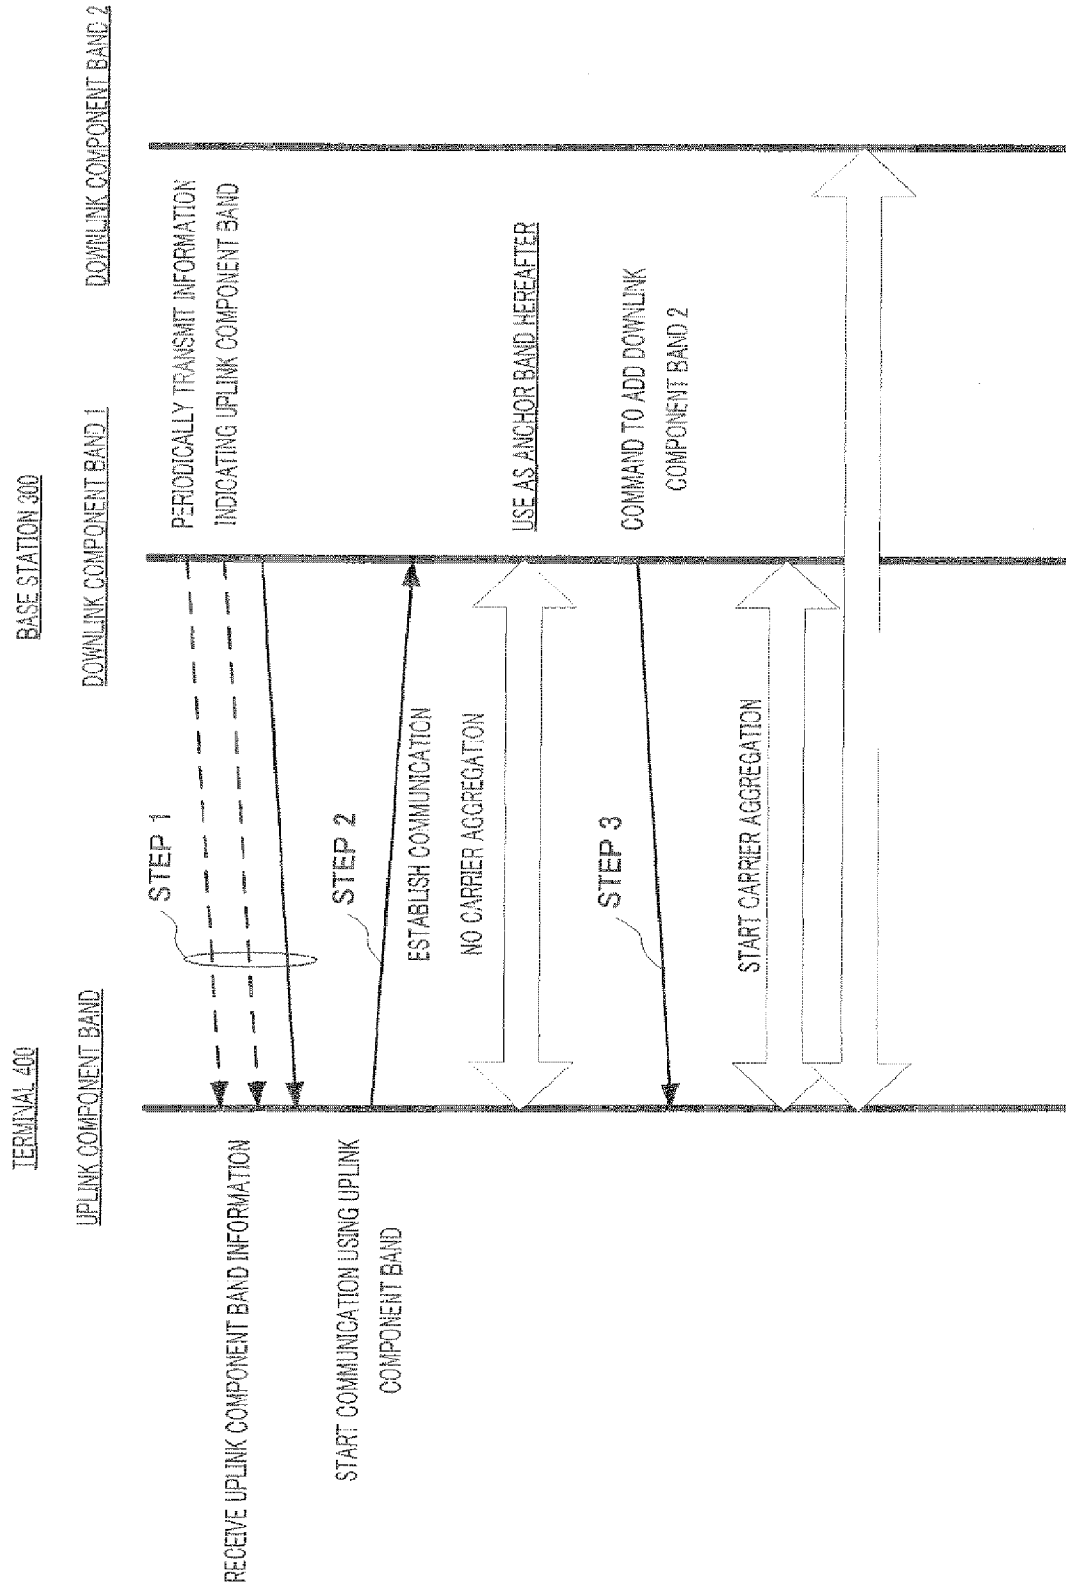 TERMINAL 400
BASE STATION 300
UPLINK COMPONENT BAND
DOWNLINK COMPONENT BAND 1
DOWNLINK COMPONENT BAND 2
STEP 1
PERIODICALLY TRANSMIT INFORMATION
INDICATING UPLINK COMPONENT BAND
RECEIVE UPLINK COMPONENT BAND INFORMATION
STEP 2
START COMMUNICATION USING UPLINK
COMPONENT BAND
ESTABLISH COMMUNICATION
NO CARRIER AGGREGATION
USE AS ANCHOR BAND HEREAFTER
STEP 3
COMMAND TO ADD DOWNLINK
COMPONENT BAND 2
START CARRIER AGGREGATION